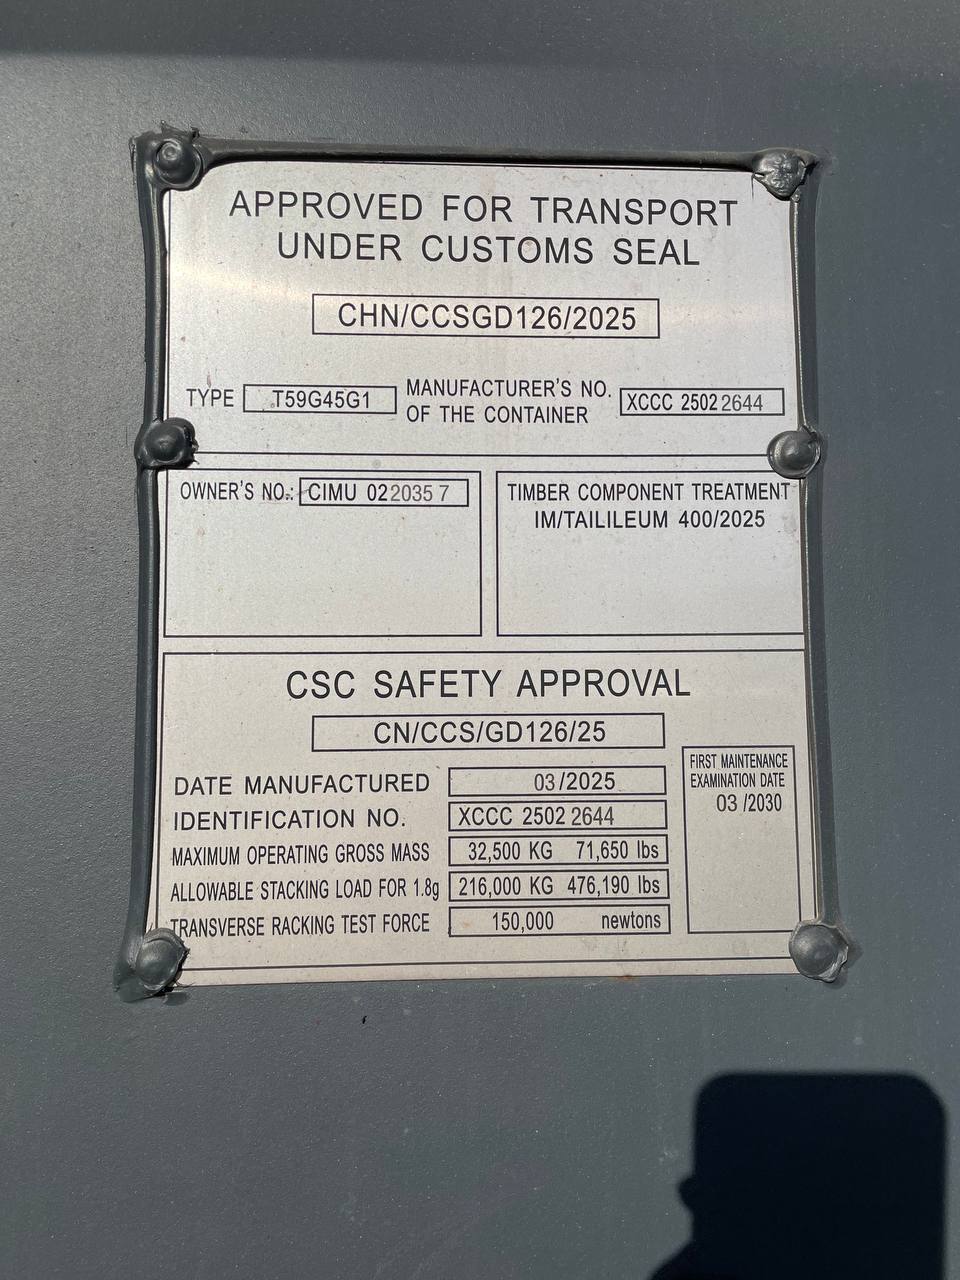 APPROVED FOR TRANSPORT
UNDER CUSTOMS SEAL
CHN/CCSGD126/2025
TYPE T59G45G1 MANUFACTURER'S NO. OF THE CONTAINER XCCC 25022644
OWNER'S NO.: CIMU 022035 7
TIMBER COMPONENT TREATMENT
IM/TAILILEUM 400/2025
CSC SAFETY APPROVAL
CN/CCS/GD126/25
DATE MANUFACTURED 03/2025
IDENTIFICATION NO. XCCC 2502 2644
MAXIMUM OPERATING GROSS MASS 32,500 KG 71,650 lbs
ALLOWABLE STACKING LOAD FOR 1.8g 216,000 KG 476,190 lbs
TRANSVERSE RACKING TEST FORCE 150,000 newtons
FIRST MAINTENANCE
EXAMINATION DATE
03 /2030